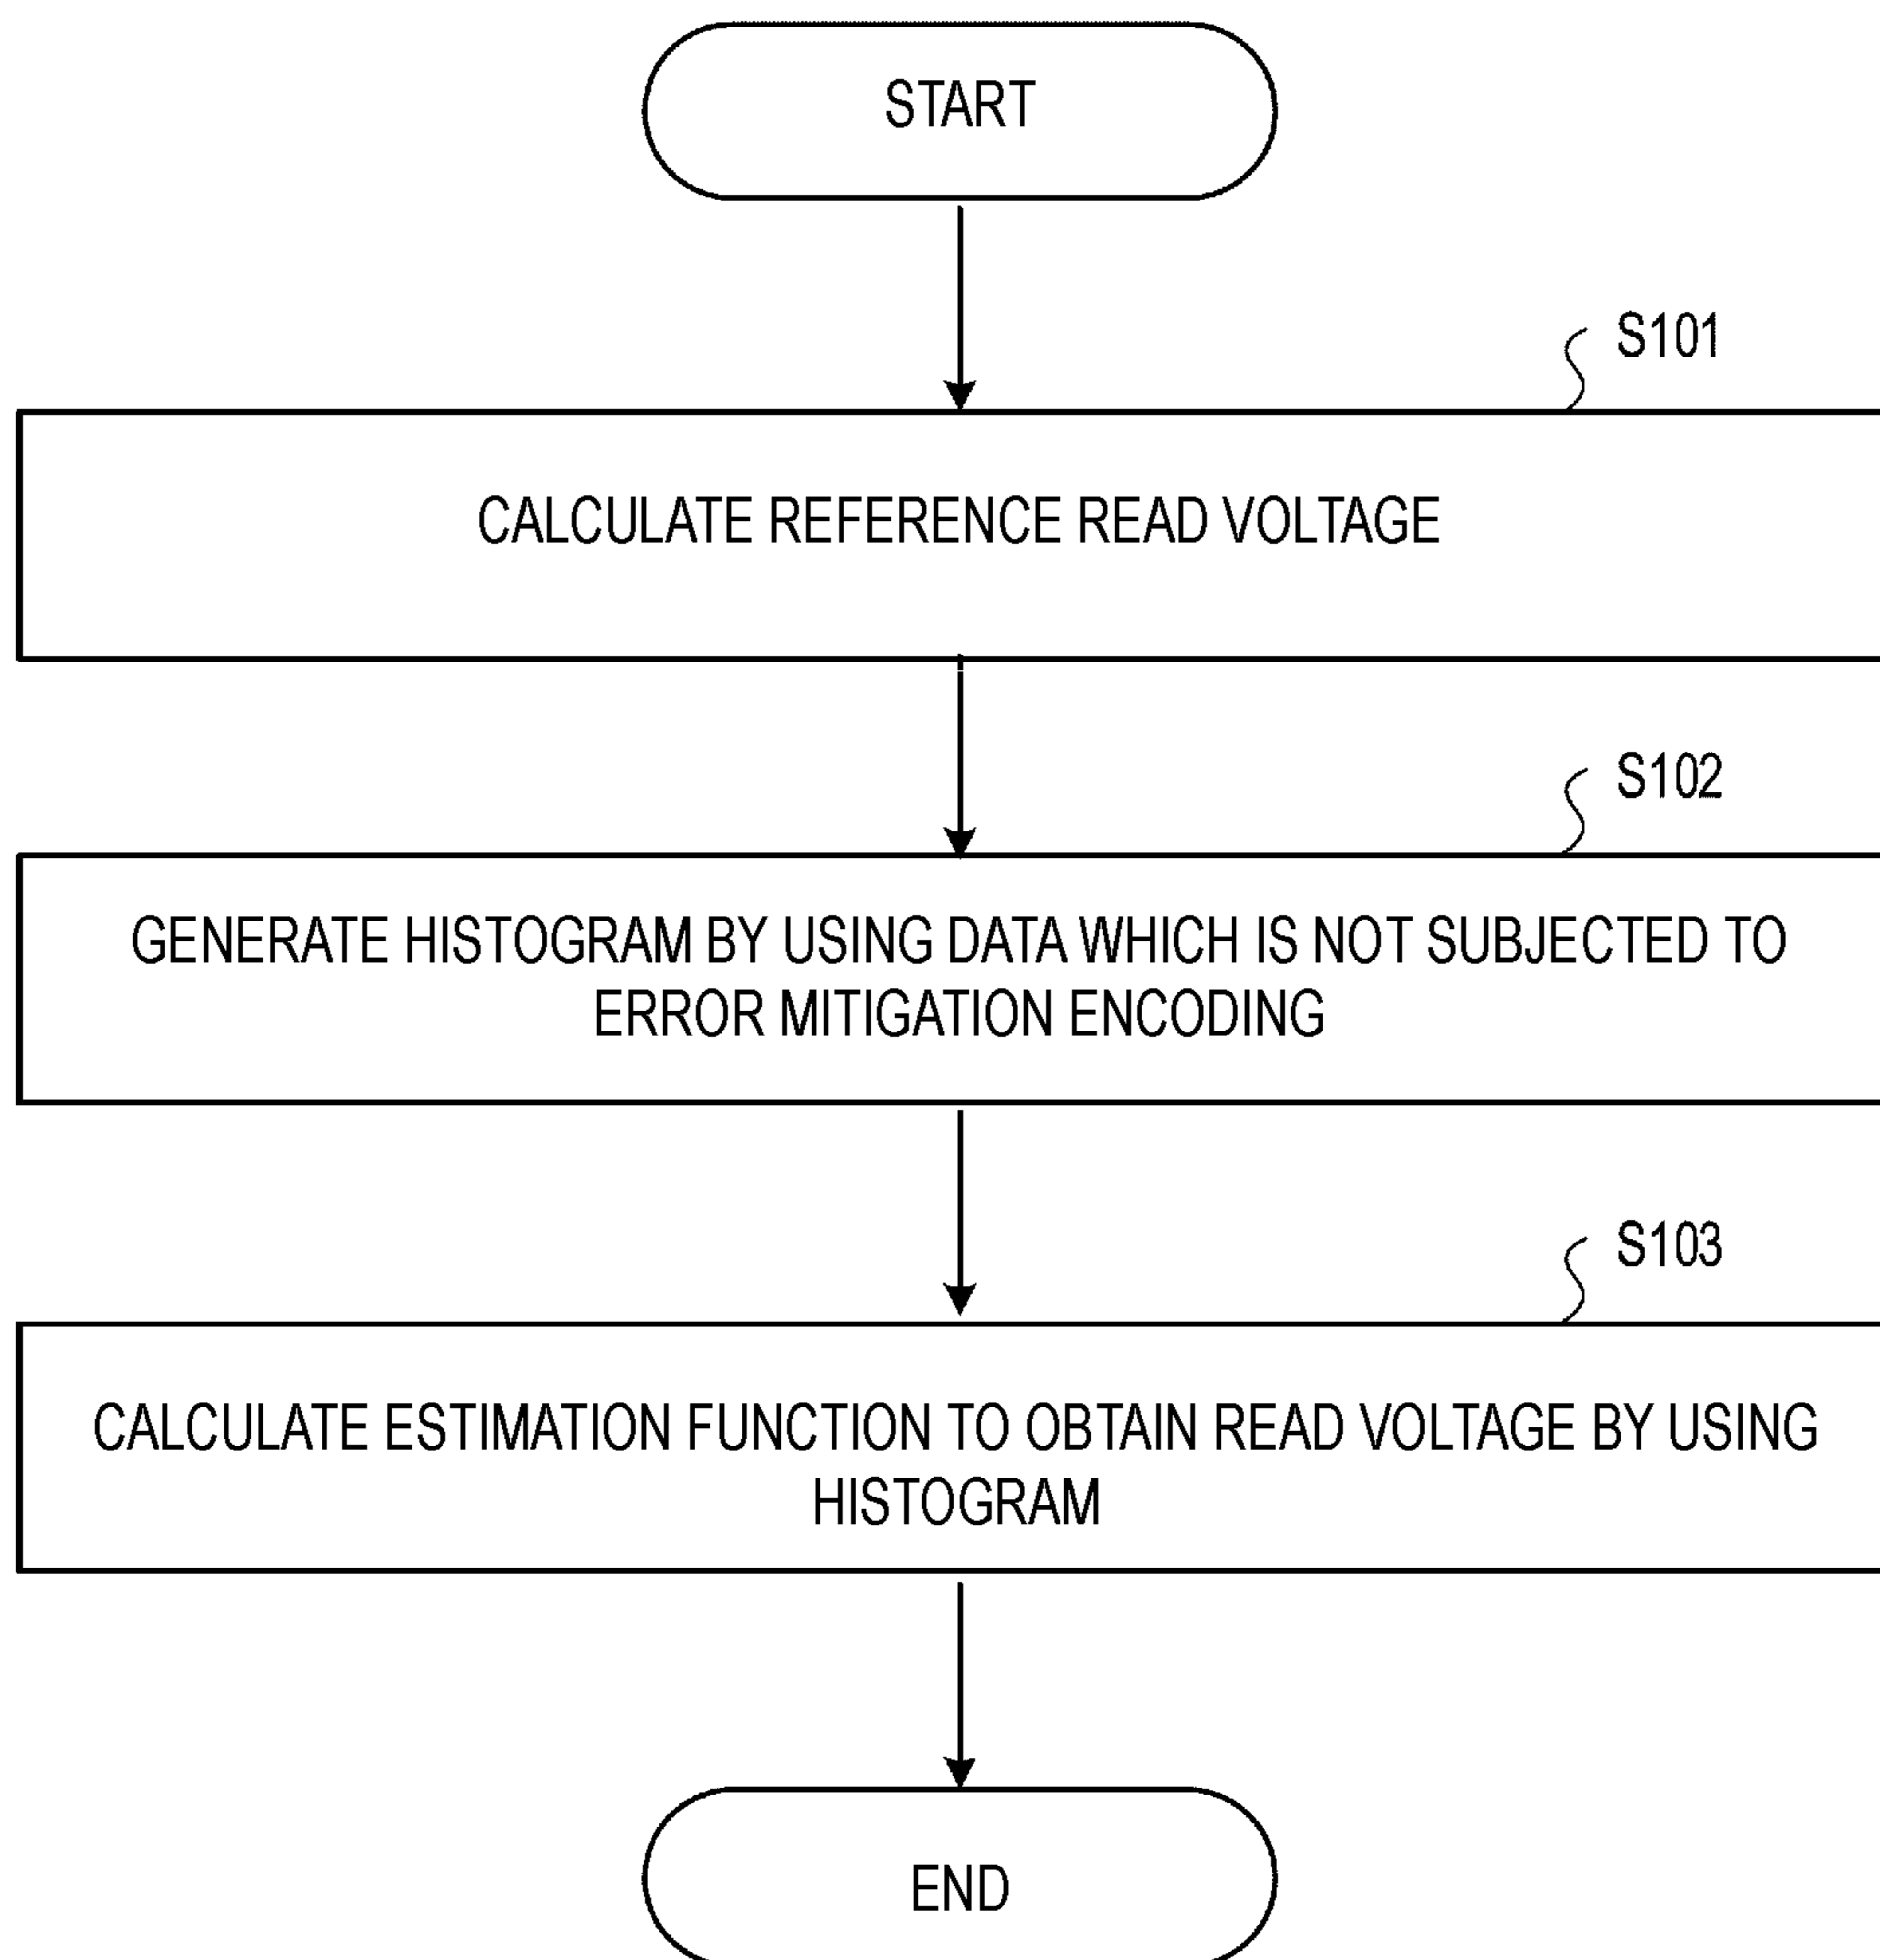 START
S101
CALCULATE REFERENCE READ VOLTAGE
S102
GENERATE HISTOGRAM BY USING DATA WHICH IS NOT SUBJECTED TO
ERROR MITIGATION ENCODING
S103
CALCULATE ESTIMATION FUNCTION TO OBTAIN READ VOLTAGE BY USING
HISTOGRAM
END